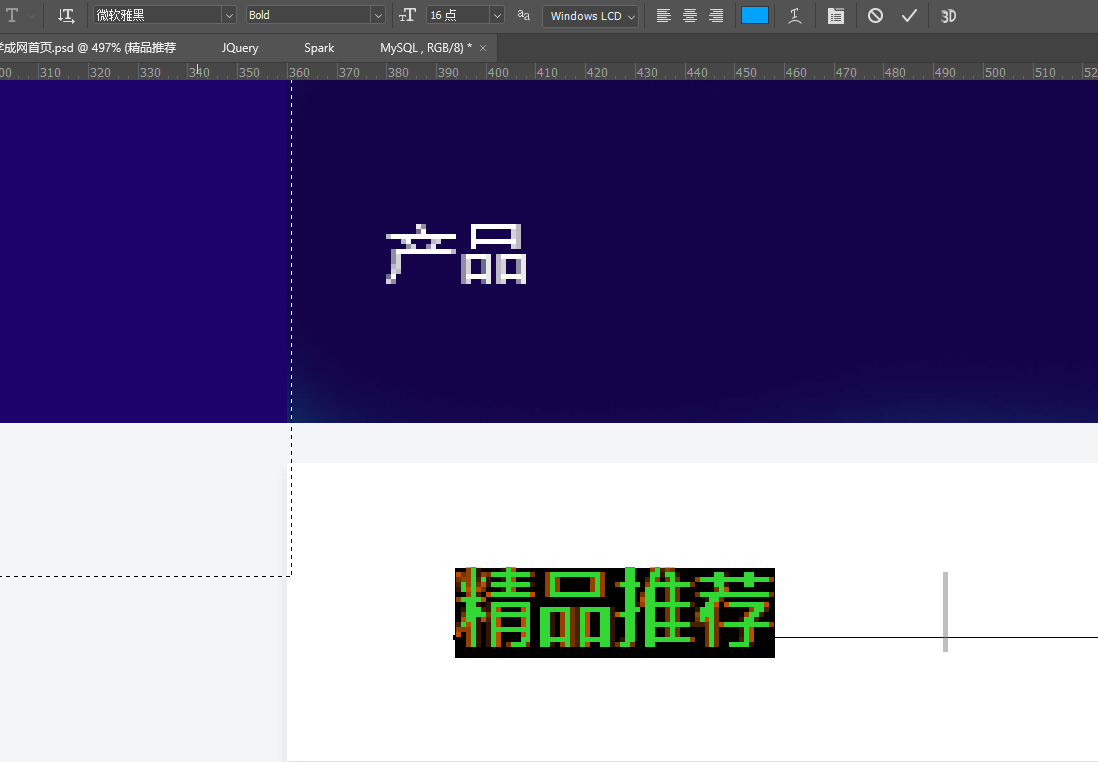 T 微软雅黑 Bold 16 点 aa Windows LCD 3D
学成网首页.psd @ 497% (精品推荐 JQuery Spark MySQL , RGB/8) * ×
00 310 320 330 340 350 360 370 380 390 400 410 420 430 440 450 460 470 480 490 500 510 52
产品
精品推荐